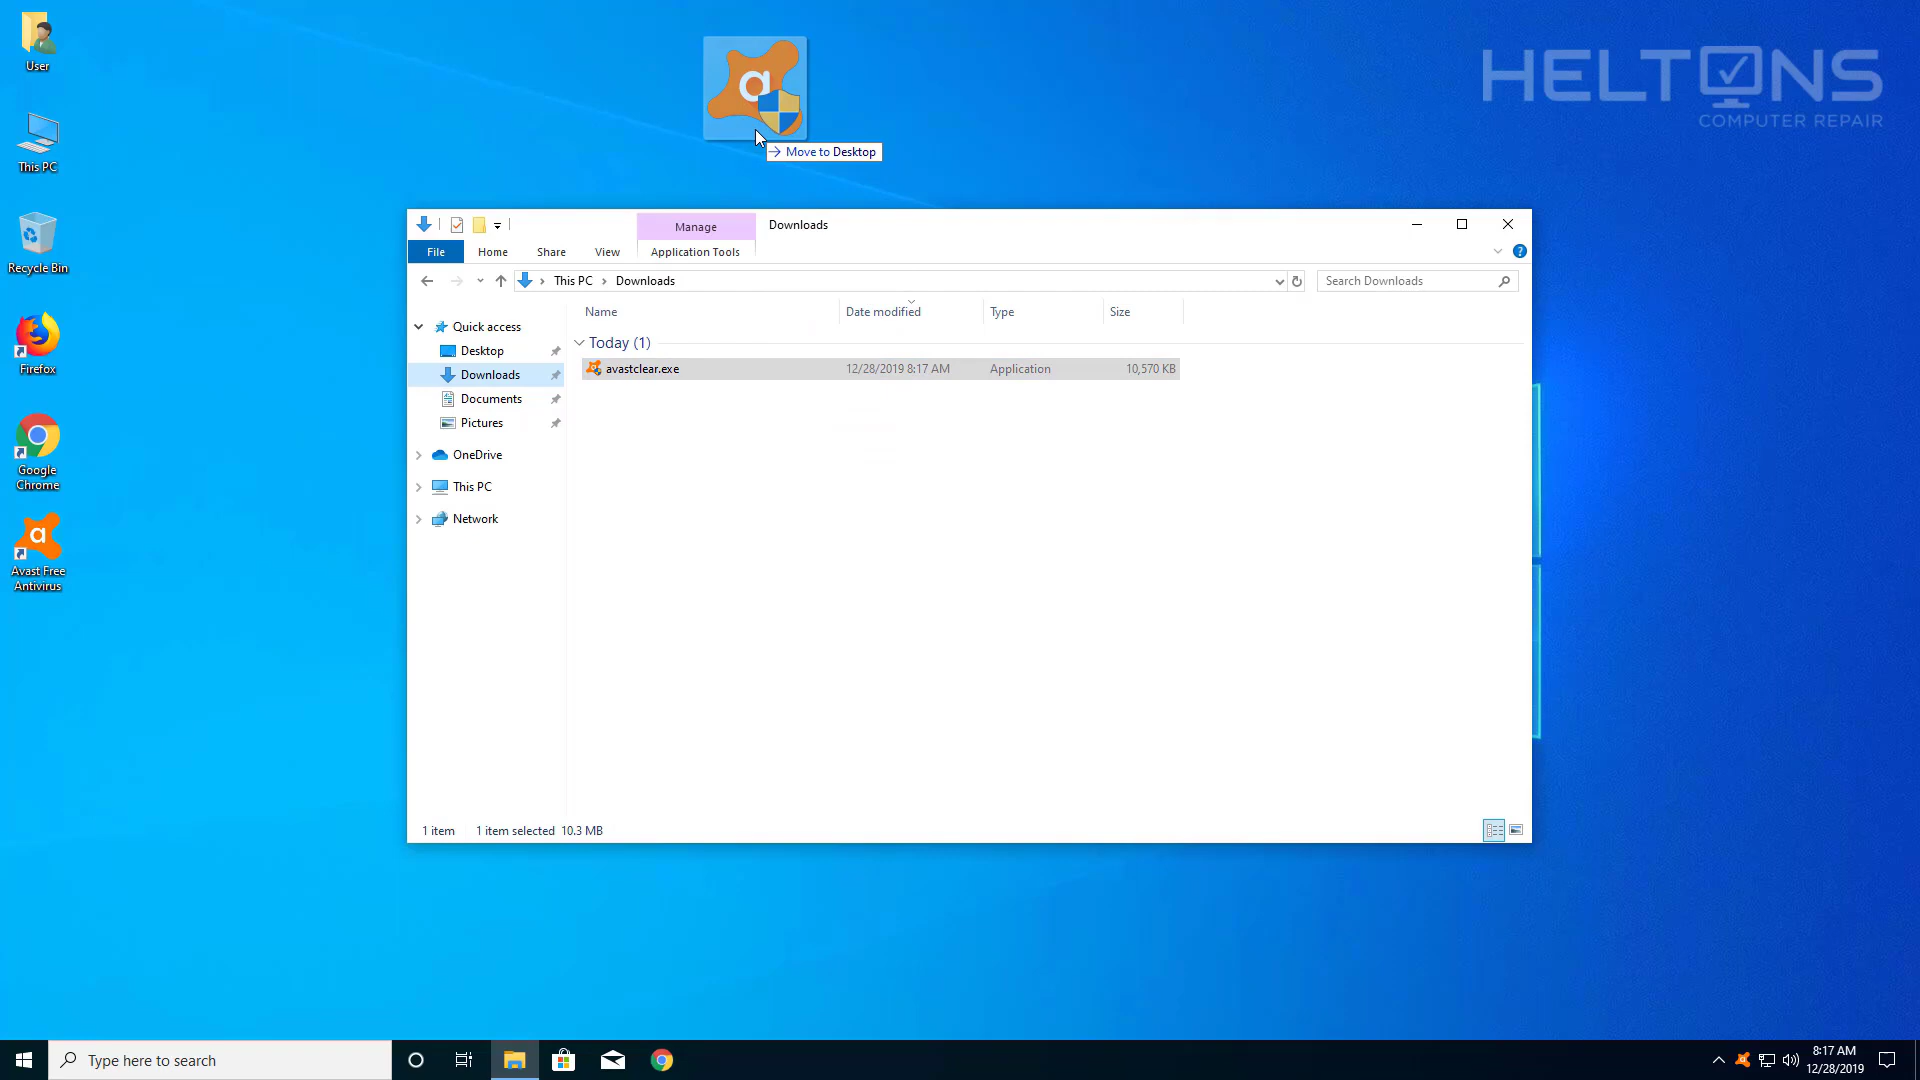 User
This PC
Recycle Bin
Firefox
Google
Chrome
a
Avast Free
Antivirus
a
Move to Desktop
HELTONS
COMPUTER REPAIR
Manage
Downloads
File
Home
Share
View
Application Tools
?
This PC
Downloads
Search Downloads
Name
Date modified
Type
Size
Quick access
Desktop
Downloads
Documents
Pictures
OneDrive
This PC
Network
Today (1)
avastclear.exe
12/28/2019 8:17 AM
Application
10,570 KB
1 item
1 item selected 10.3 MB
Type here to search
8:17 AM
12/28/2019